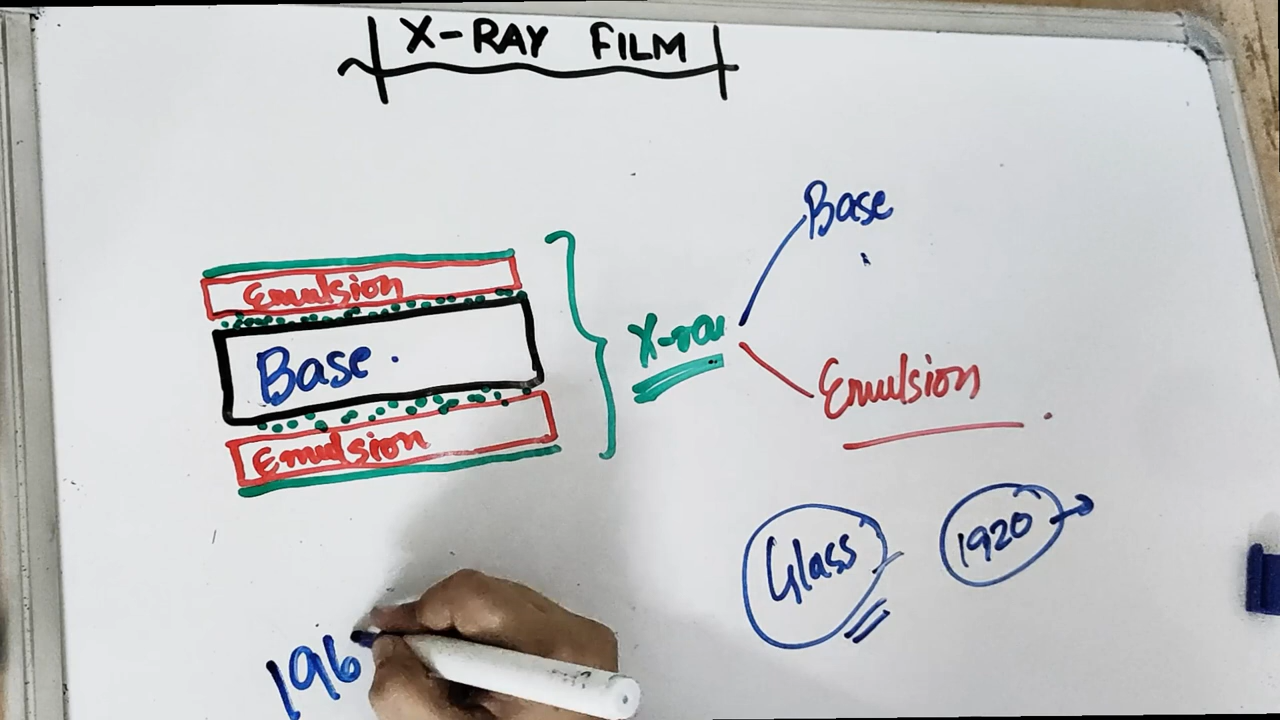 X-RAY FILM
Base
Emulsion
Base.
X-ray
Emulsion
Emulsion
Glass
1920
196